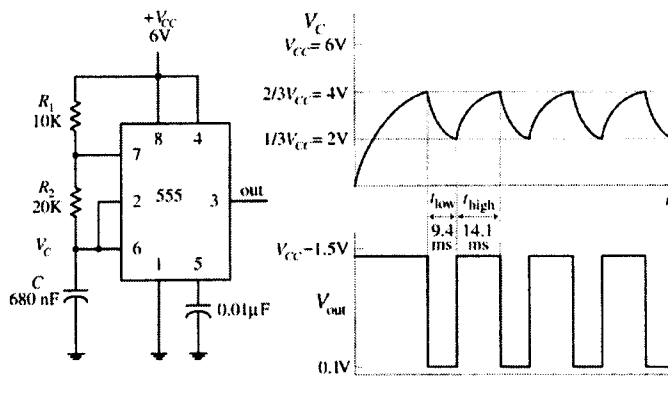 +V_CC
6V
R₁
10K
R₂
20K
V_C
C
680 nF
7
8
4
2
555
3
6
1
5
out
0.01μF
V_C
V_CC = 6V
2/3V_CC = 4V
1/3V_CC = 2V
t
t_low
t_high
9.4
ms
14.1
ms
V_CC−1.5V
V_out
0.1V